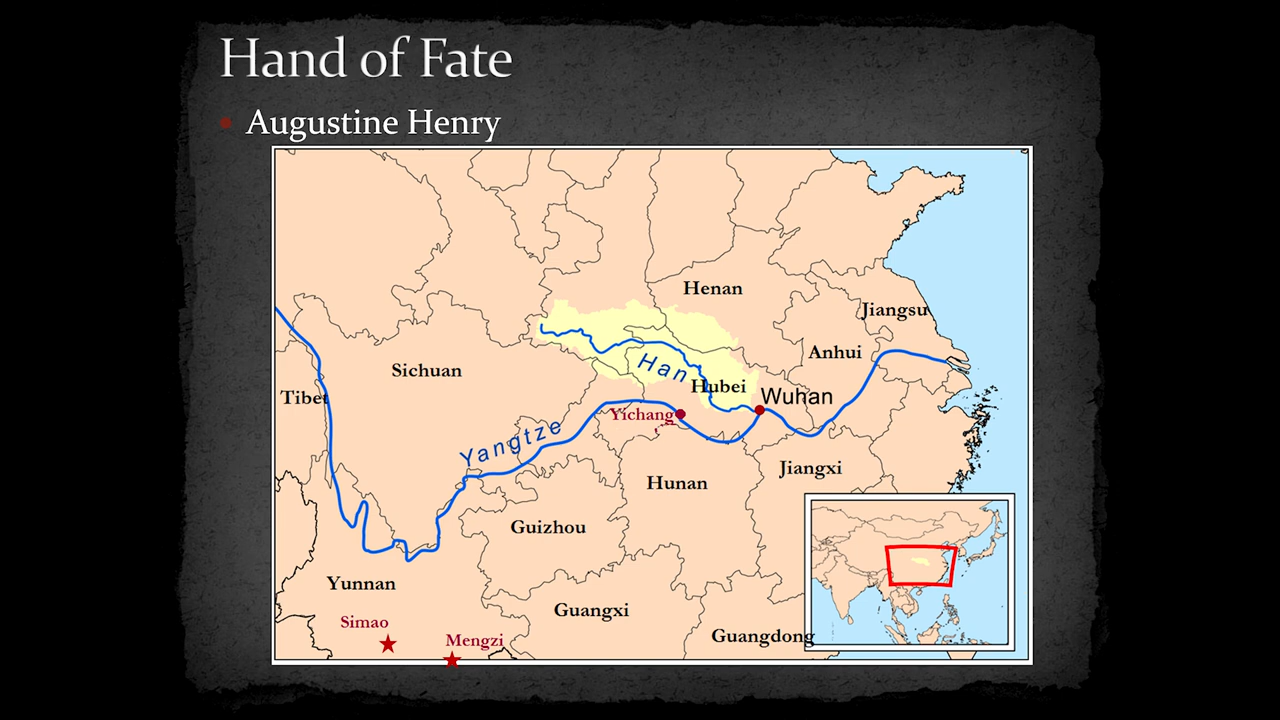 Hand of Fate
Augustine Henry
Henan
Jiangsu
Anhui
Sichuan
Han
Hubei
Tibet
Wuhan
Yichang
Yangtze
Jiangxi
Hunan
Guizhou
Yunnan
Guangxi
Simao
Mengzi
Guangdong